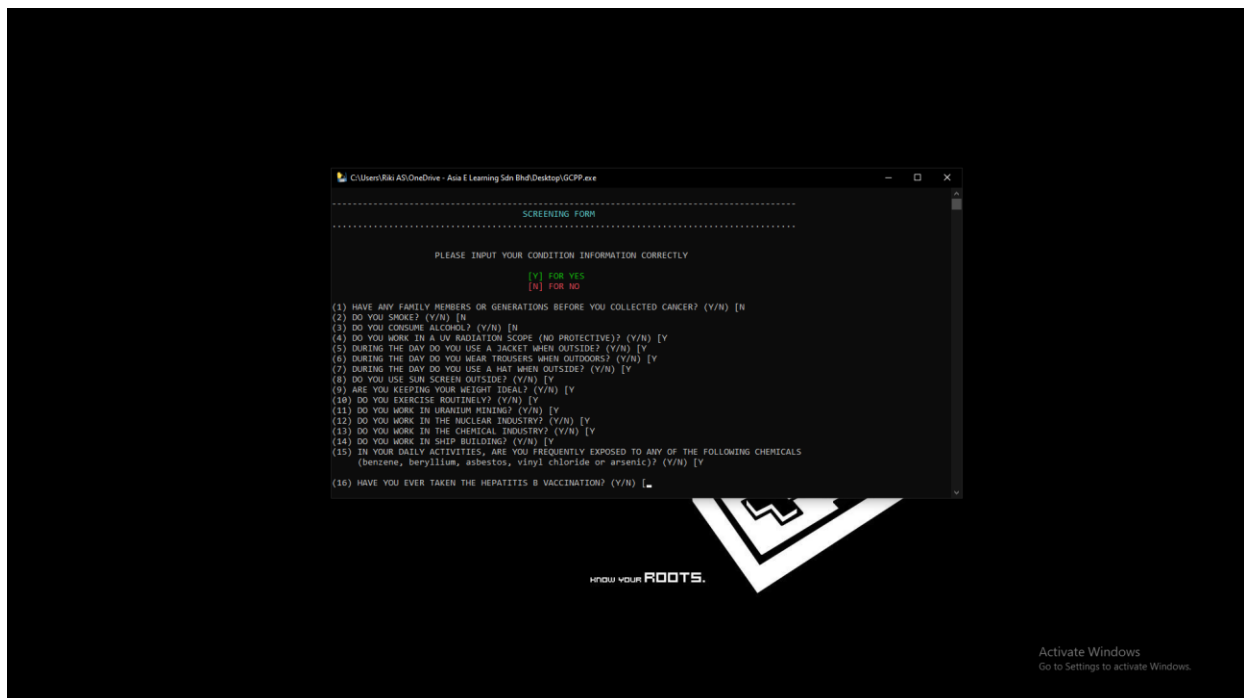 C:\Users\Riki AS\OneDrive - Asia E Learning Sdn Bhd\Desktop\GCPP.exe
SCREENING FORM
PLEASE INPUT YOUR CONDITION INFORMATION CORRECTLY
[Y] FOR YES
[N] FOR NO
(1) HAVE ANY FAMILY MEMBERS OR GENERATIONS BEFORE YOU COLLECTED CANCER? (Y/N) [N
(2) DO YOU SMOKE? (Y/N) [N
(3) DO YOU CONSUME ALCOHOL? (Y/N) [N
(4) DO YOU WORK IN A UV RADIATION SCOPE (NO PROTECTIVE)? (Y/N) [Y
(5) DURING THE DAY DO YOU USE A JACKET WHEN OUTSIDE? (Y/N) [Y
(6) DURING THE DAY DO YOU WEAR TROUSERS WHEN OUTDOORS? (Y/N) [Y
(7) DURING THE DAY DO YOU USE A HAT WHEN OUTSIDE? (Y/N) [Y
(8) DO YOU USE SUN SCREEN OUTSIDE? (Y/N) [Y
(9) ARE YOU KEEPING YOUR WEIGHT IDEAL? (Y/N) [Y
(10) DO YOU EXERCISE ROUTINELY? (Y/N) [Y
(11) DO YOU WORK IN URANIUM MINING? (Y/N) [Y
(12) DO YOU WORK IN THE NUCLEAR INDUSTRY? (Y/N) [Y
(13) DO YOU WORK IN THE CHEMICAL INDUSTRY? (Y/N) [Y
(14) DO YOU WORK IN SHIP BUILDING? (Y/N) [Y
(15) IN YOUR DAILY ACTIVITIES, ARE YOU FREQUENTLY EXPOSED TO ANY OF THE FOLLOWING CHEMICALS
(benzene, beryllium, asbestos, vinyl chloride or arsenic)? (Y/N) [Y
(16) HAVE YOU EVER TAKEN THE HEPATITIS B VACCINATION? (Y/N) [
KNOW YOUR ROOTS.
Activate Windows
Go to Settings to activate Windows.